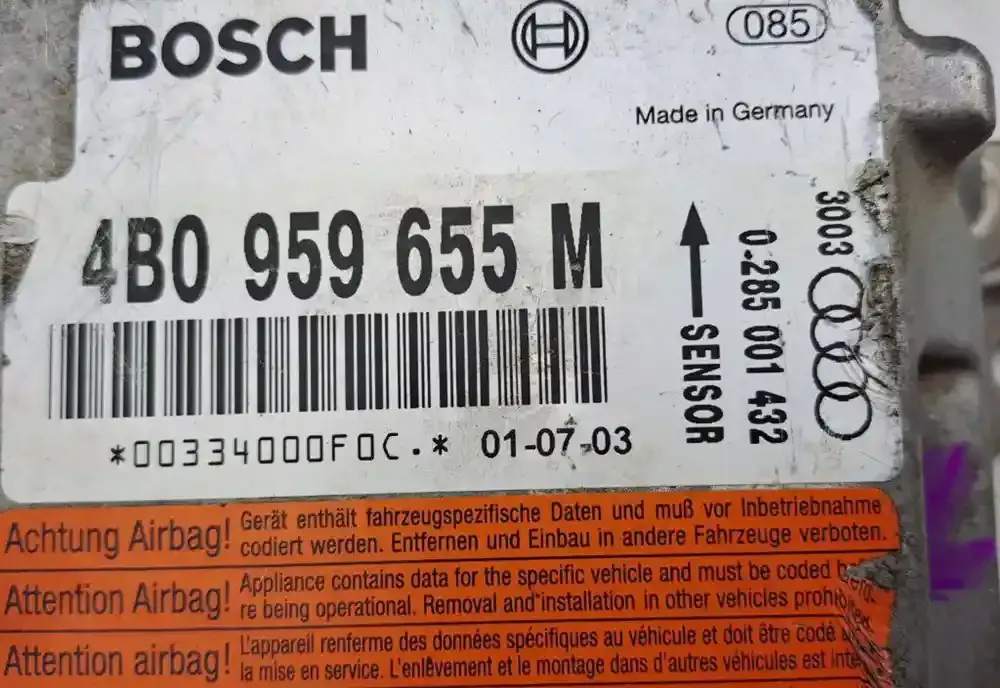 BOSCH
085
Made in Germany
4B0 959 655 M
SENSOR
0.285 001 432
3003
*00334000F0C.* 01-07-03
Achtung Airbag! Gerät enthält fahrzeugspezifische Daten und muß vor Inbetriebnahme
codiert werden. Entfernen und Einbau in andere Fahrzeuge verboten.
Attention Airbag! Appliance contains data for the specific vehicle and must be coded
re being operational. Removal and installation in other vehicles
Attention airbag! L'appareil renferme des données spécifiques au véhicule et doit être codé
la mise en service. L'enlêvement et le montage dans d'autres véhicules est